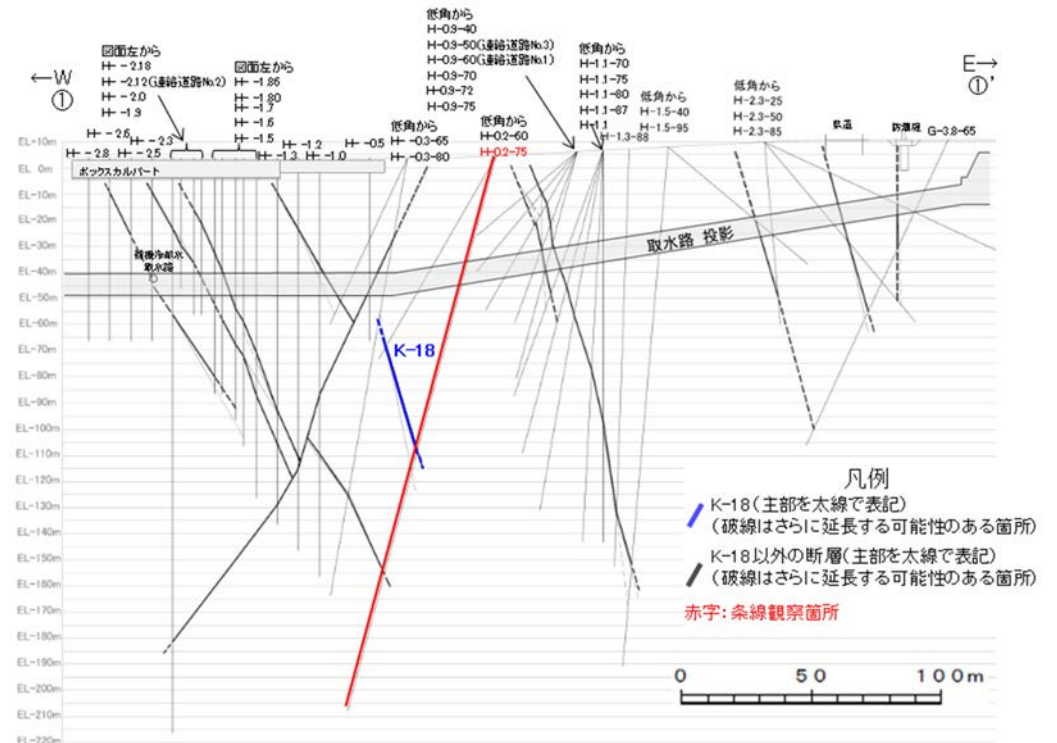 ←W
①
図面左から
H- -2.18
H- -2.12(連絡道路No.2)
H- -2.0
H- -1.9
図面左から
H- -1.86
H- -1.80
H- -1.7
H- -1.6
H- -1.5
低角から
H-0.9-40
H-0.9-50(連絡道路No.3)
H-0.9-60(連絡道路No.1)
H-0.9-70
H-0.9-72
H-0.9-75
低角から
H-1.1-70
H-1.1-75
H-1.1-80
H-1.1-87
H-1.1
低角から
H-1.5-40
H-1.5-95
低角から
H-2.3-25
H-2.3-50
H-2.3-85
E→
①'
県道
防潮堤
G-3.8-65
H-1.3-88
低角から
H-0.2-60
H-0.2-75
低角から
-0.3-65
-0.3-80
H- -0.5
H- -1.2
H- -1.3
H- -1.0
H- -2.6
H- -2.3
H- -2.8
H- -2.5
ボックスカルバート
EL+10m
EL 0m
EL-10m
EL-20m
EL-30m
EL-40m
EL-50m
EL-60m
EL-70m
EL-80m
EL-90m
EL-100m
EL-110m
EL-120m
EL-130m
EL-140m
EL-150m
EL-160m
EL-170m
EL-180m
EL-190m
EL-200m
EL-210m
EL-220m
取水路
取水路 投影
K-18
凡例
K-18(主部を太線で表記)
(破線はさらに延長する可能性のある箇所)
K-18以外の断層(主部を太線で表記)
(破線はさらに延長する可能性のある箇所)
赤字:条線観察箇所
0 50 100m